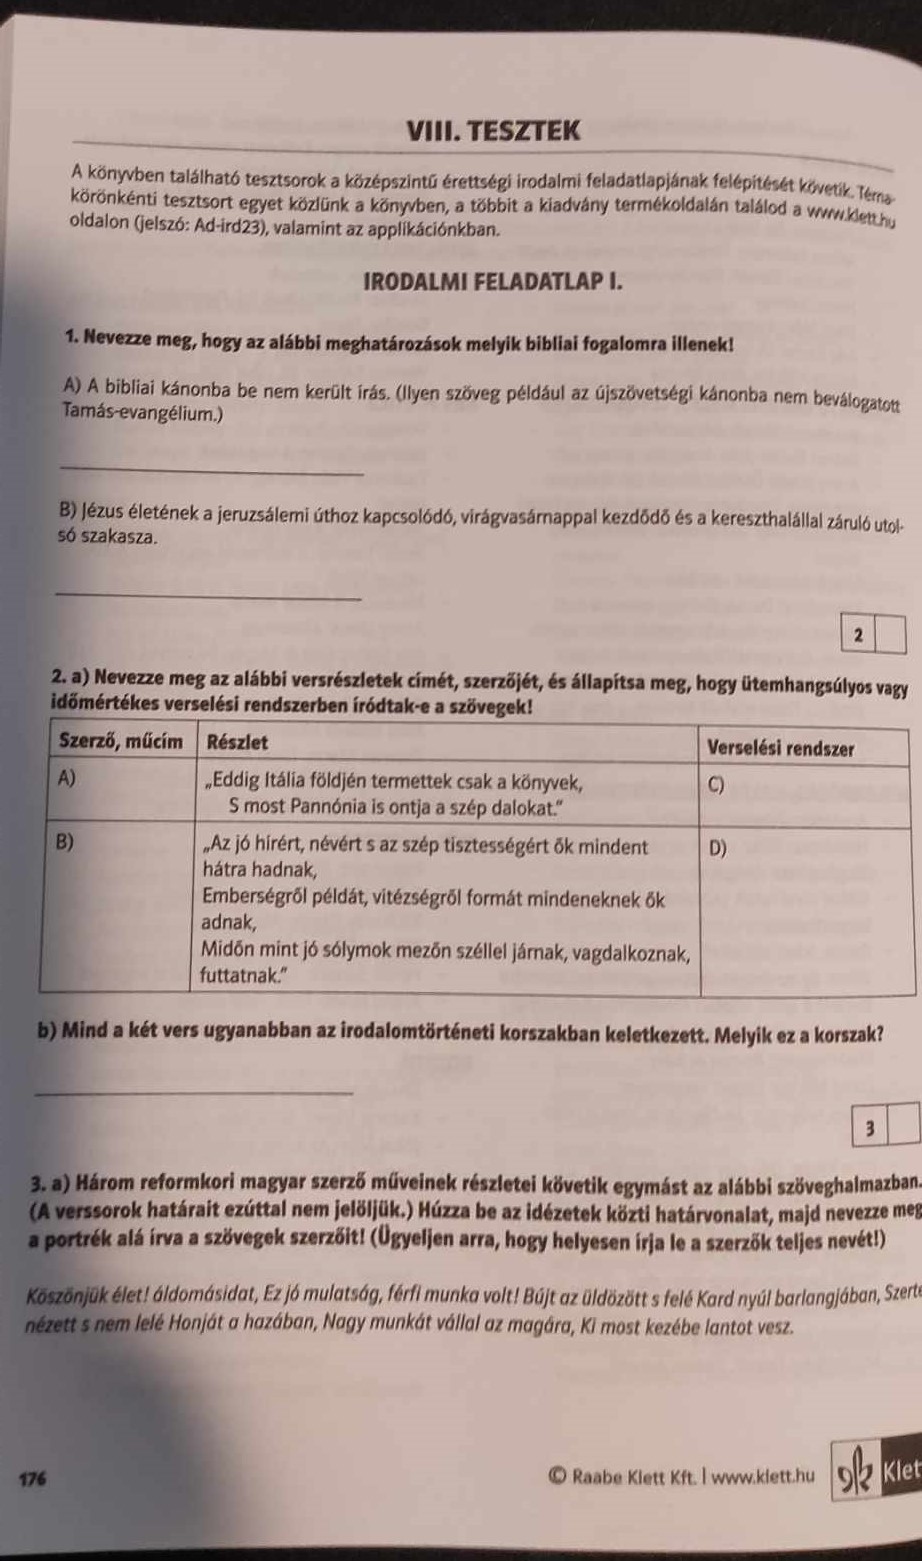 VIII. TESZTEK
A könyvben található tesztsorok a középszintű érettségi irodalmi feladatlapjának felépítését követik. Téma-
körönkénti tesztsort egyet közlünk a könyvben, a többit a kiadvány termékoldalán találod a www.klett.hu
oldalon (jelszó: Ad-ird23), valamint az applikációnkban.
IRODALMI FELADATLAP I.
1. Nevezze meg, hogy az alábbi meghatározások melyik bibliai fogalomra illenek!
A) A bibliai kánonba be nem került írás. (Ilyen szöveg például az újszövetségi kánonba nem beválogatott
Tamás-evangélium.)
B) Jézus életének a jeruzsálemi úthoz kapcsolódó, virágvasárnappal kezdődő és a kereszthalállal záruló utol-
só szakasza.
2
2. a) Nevezze meg az alábbi versrészletek címét, szerzőjét, és állapítsa meg, hogy ütemhangsúlyos vagy
időmértékes verselési rendszerben íródtak-e a szövegek!
Szerző, műcím Részlet Verselési rendszer
A) „Eddig Itália földjén termettek csak a könyvek, C)
S most Pannónia is ontja a szép dalokat.”
B) „Az jó hírért, névért s az szép tisztességért ők mindent D)
hátra hadnak,
Emberségről példát, vitézségről formát mindeneknek ők
adnak,
Midőn mint jó sólymok mezőn széllel járnak, vagdalkoznak,
futtatnak.”
b) Mind a két vers ugyanabban az irodalomtörténeti korszakban keletkezett. Melyik ez a korszak?
3
3. a) Három reformkori magyar szerző műveinek részletei követik egymást az alábbi szöveghalmazban.
(A verssorok határait ezúttal nem jelöljük.) Húzza be az idézetek közti határvonalat, majd nevezze meg
a portrék alá írva a szövegek szerzőit! (Ügyeljen arra, hogy helyesen írja le a szerzők teljes nevét!)
Köszönjük élet! áldomásidat, Ez jó mulatság, férfi munka volt! Bújt az üldözött s felé Kard nyúl barlangjában, Szerte
nézett s nem lelé Honját a hazában, Nagy munkát vállal az magára, Ki most kezébe lantot vesz.
176
© Raabe Klett Kft. | www.klett.hu
Klet